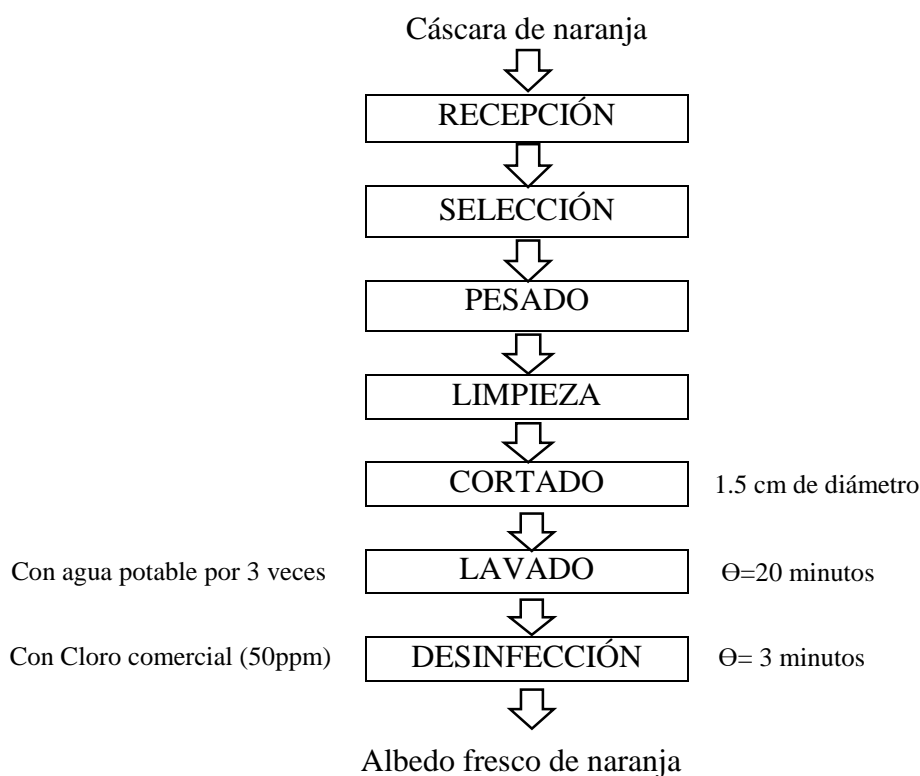 Cáscara de naranja
RECEPCIÓN
SELECCIÓN
PESADO
LIMPIEZA
CORTADO 1.5 cm de diámetro
Con agua potable por 3 veces LAVADO Ɵ=20 minutos
Con Cloro comercial (50ppm) DESINFECCIÓN Ɵ= 3 minutos
Albedo fresco de naranja